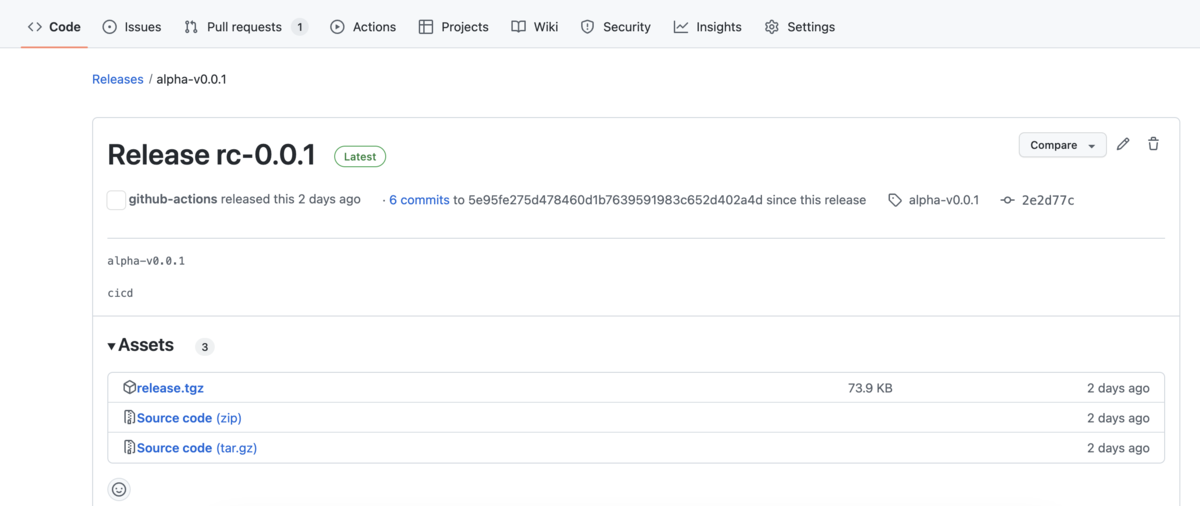 Code Issues Pull requests 1 Actions Projects Wiki Security Insights Settings
Releases / alpha-v0.0.1
Release rc-0.0.1 Latest Compare
github-actions released this 2 days ago · 6 commits to 5e95fe275d478460d1b7639591983c652d402a4d since this release alpha-v0.0.1 2e2d77c
alpha-v0.0.1
cicd
Assets 3
release.tgz 73.9 KB 2 days ago
Source code (zip) 2 days ago
Source code (tar.gz) 2 days ago